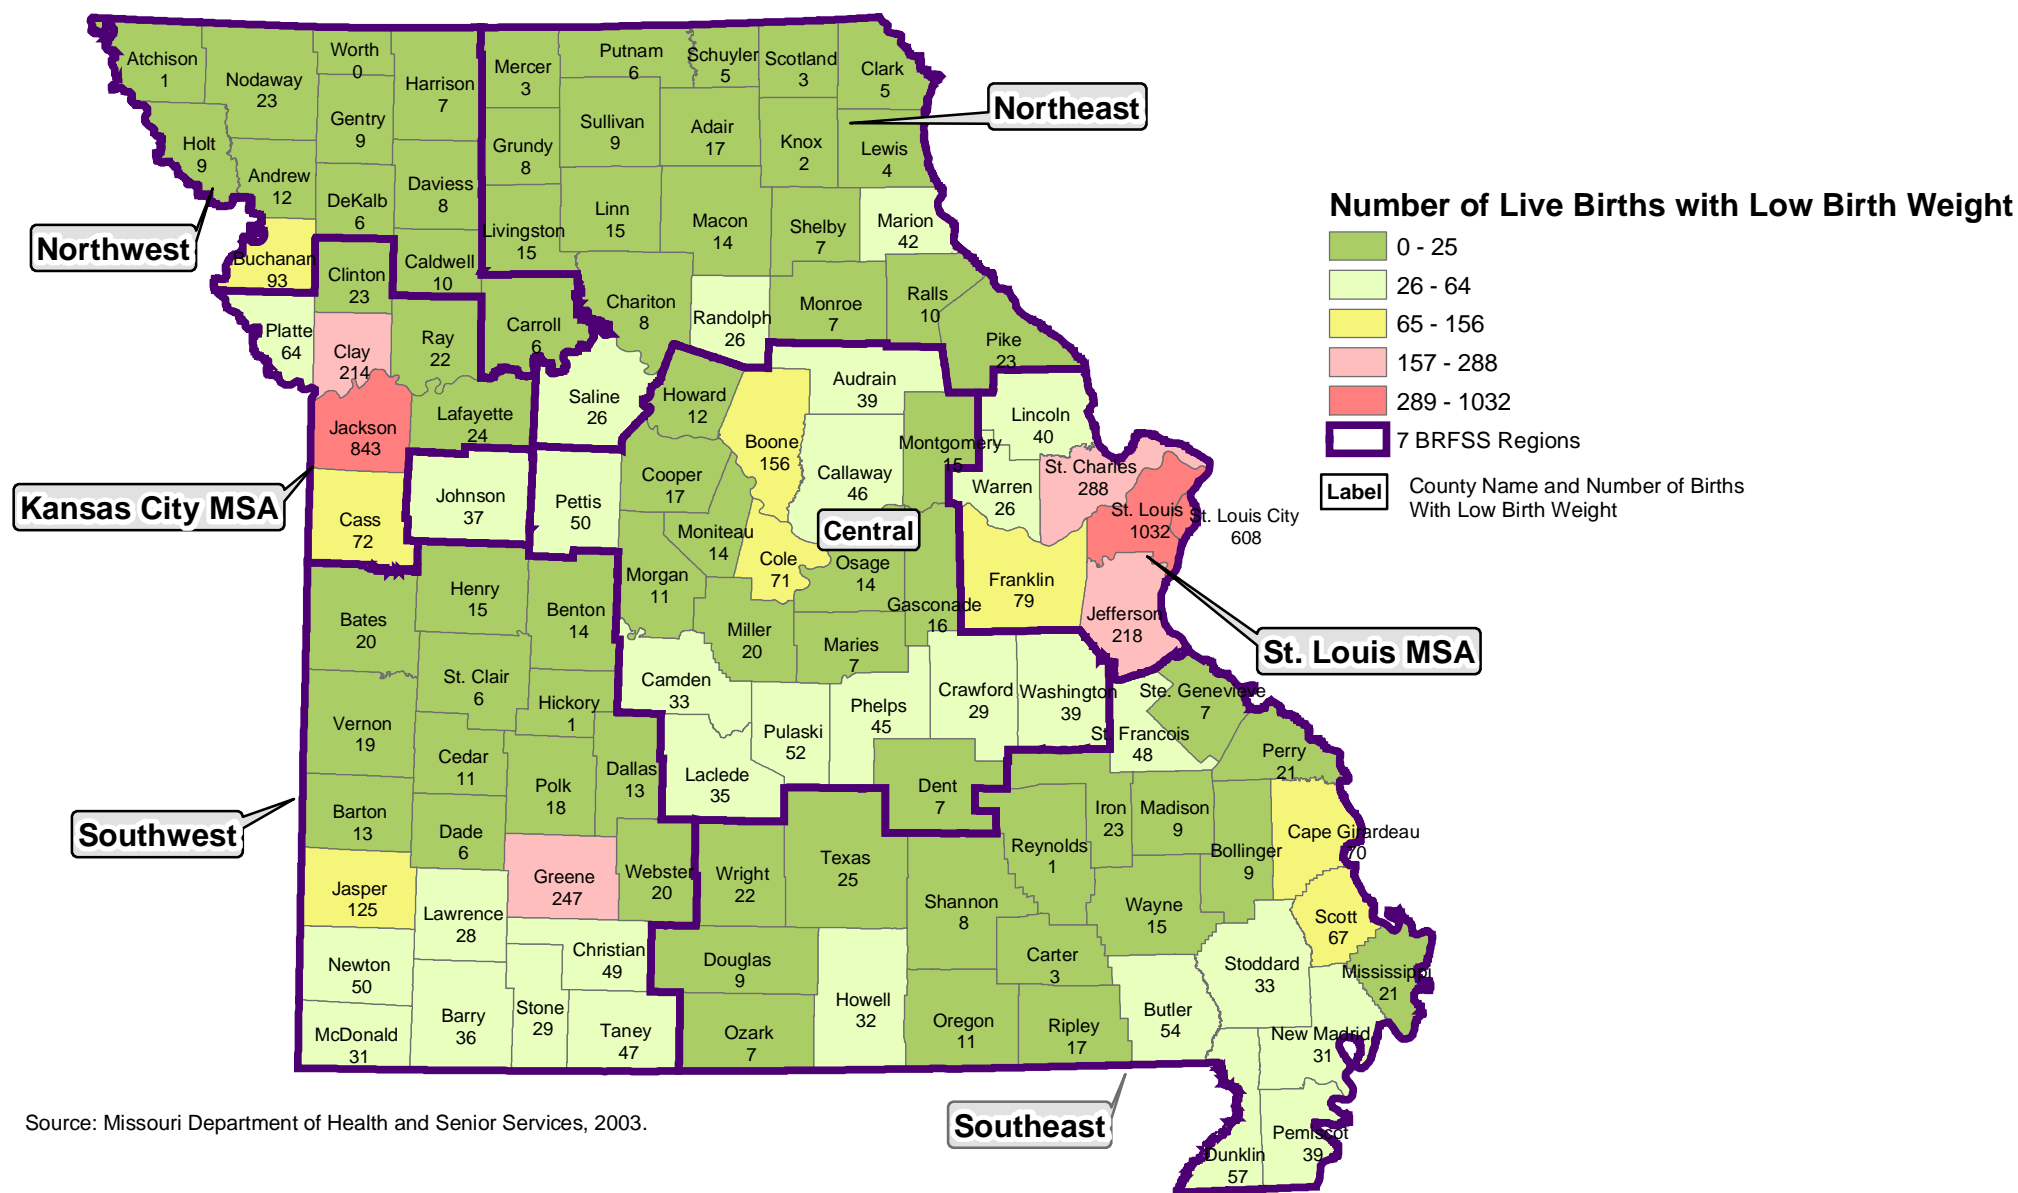 Atchison
1
Nodaway
23
Worth
0
Harrison
7
Mercer
3
Putnam
6
Schuyler
5
Scotland
3
Clark
5
Northeast
Holt
9
Gentry
9
Grundy
8
Sullivan
9
Adair
17
Knox
2
Lewis
4
Andrew
12
DeKalb
6
Daviess
8
Livingston
15
Linn
15
Macon
14
Shelby
7
Marion
42
Northwest
Buchanan
93
Clinton
23
Caldwell
10
Platte
64
Clay
214
Ray
22
Carroll
6
Chariton
8
Randolph
26
Monroe
7
Ralls
10
Pike
23
Number of Live Births with Low Birth Weight
0 - 25
26 - 64
65 - 156
157 - 288
289 - 1032
7 BRFSS Regions
Label
County Name and Number of Births
With Low Birth Weight
Jackson
843
Lafayette
24
Saline
26
Howard
12
Boone
156
Audrain
39
Montgomery
15
Lincoln
40
Kansas City MSA
Cass
72
Johnson
37
Pettis
50
Cooper
17
Moniteau
14
Callaway
46
Central
Warren
26
St. Charles
288
St. Louis
1032
St. Louis City
608
Cole
71
Osage
14
Gasconade
16
Franklin
79
Jefferson
218
St. Louis MSA
Bates
20
Henry
15
Benton
14
Morgan
11
Miller
20
Maries
7
Vernon
19
St. Clair
6
Hickory
1
Camden
33
Pulaski
52
Phelps
45
Crawford
29
Washington
39
Ste. Genevieve
7
St. Francois
48
Perry
21
Southwest
Barton
13
Cedar
11
Polk
18
Dallas
13
Laclede
35
Dent
7
Iron
23
Madison
9
Cape Girardeau
70
Dade
6
Jasper
125
Greene
247
Webster
20
Wright
22
Texas
25
Shannon
8
Reynolds
1
Bollinger
9
Wayne
15
Scott
67
Lawrence
28
Newton
50
Christian
49
Douglas
9
Howell
32
Carter
3
Stoddard
33
Mississippi
21
McDonald
31
Barry
36
Stone
29
Taney
47
Ozark
7
Oregon
11
Ripley
17
Butler
54
New Madrid
31
Southeast
Pemiscot
39
Dunklin
57
Source: Missouri Department of Health and Senior Services, 2003.